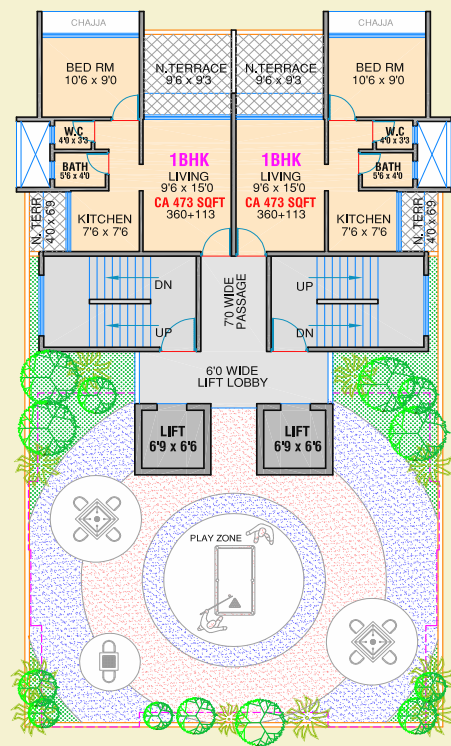 CHAJJA
CHAJJA
BED RM
10'6 x 9'0
N.TERRACE
9'6 x 9'3
N.TERRACE
9'6 x 9'3
BED RM
10'6 x 9'0
W.C
4'0 x 3'3
BATH
5'6 x 4'0
1BHK
LIVING
9'6 x 15'0
CA 473 SQFT
360+113
1BHK
LIVING
9'6 x 15'0
CA 473 SQFT
360+113
W.C
4'0 x 3'3
BATH
5'6 x 4'0
N. TERR
4'0 x 6'9
KITCHEN
7'6 x 7'6
KITCHEN
7'6 x 7'6
N. TERR
4'0 x 6'9
DN
UP
7'0 WIDE
PASSAGE
UP
DN
6'0 WIDE
LIFT LOBBY
LIFT
6'9 x 6'6
LIFT
6'9 x 6'6
PLAY ZONE